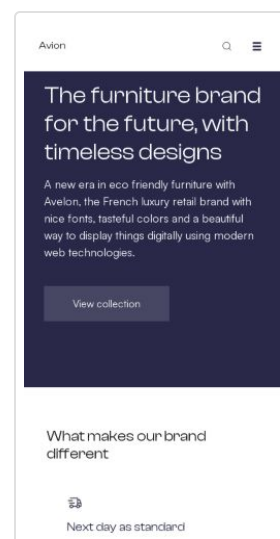 Avion
The furniture brand
for the future, with
timeless designs
A new era in eco friendly furniture with
Avelon, the French luxury retail brand with
nice fonts, tasteful colors and a beautiful
way to display things digitally using modern
web technologies.
View collection
What makes our brand
different
Next day as standard